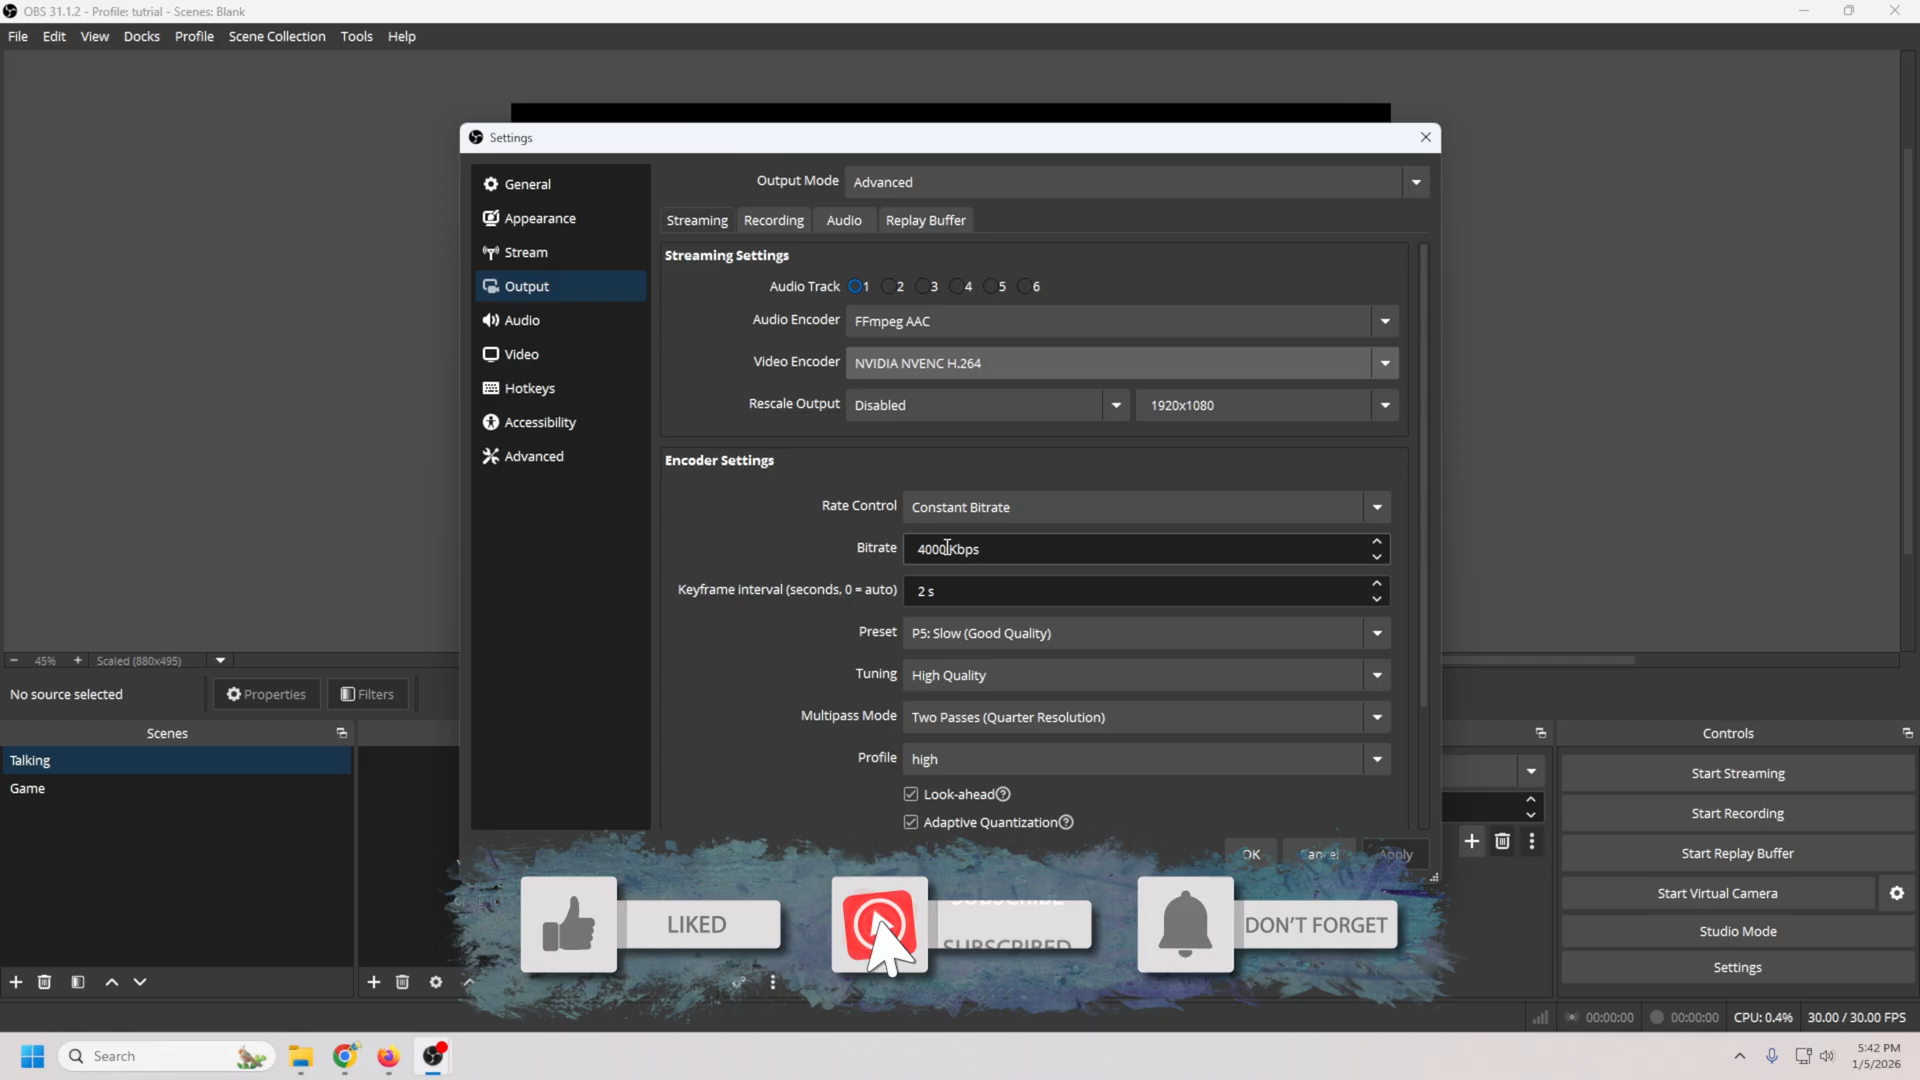 OBS 31.1.2 - Profile: tutrial - Scenes: Blank
File Edit View Docks Profile Scene Collection Tools Help
Settings
General
Appearance
Stream
Output
Audio
Video
Hotkeys
Accessibility
Advanced
Output Mode Advanced
Streaming Recording Audio Replay Buffer
Streaming Settings
Audio Track 1 2 3 4 5 6
Audio Encoder FFmpeg AAC
Video Encoder NVIDIA NVENC H.264
Rescale Output Disabled 1920x1080
Encoder Settings
Rate Control Constant Bitrate
Bitrate 4000 Kbps
Keyframe interval (seconds, 0 = auto) 2 s
Preset P5: Slow (Good Quality)
Tuning High Quality
Multipass Mode Two Passes (Quarter Resolution)
Profile high
Look-ahead
Adaptive Quantization
OK Cancel Apply
45% Scaled (880x495)
No source selected Properties Filters
Scenes
Talking
Game
Controls
Start Streaming
Start Recording
Start Replay Buffer
Start Virtual Camera
Studio Mode
Settings
LIKED
SUBSCRIBE
SUBSCRIBED
DON'T FORGET
00:00:00 00:00:00 CPU: 0.4% 30.00 / 30.00 FPS
Search
5:42 PM
1/5/2026